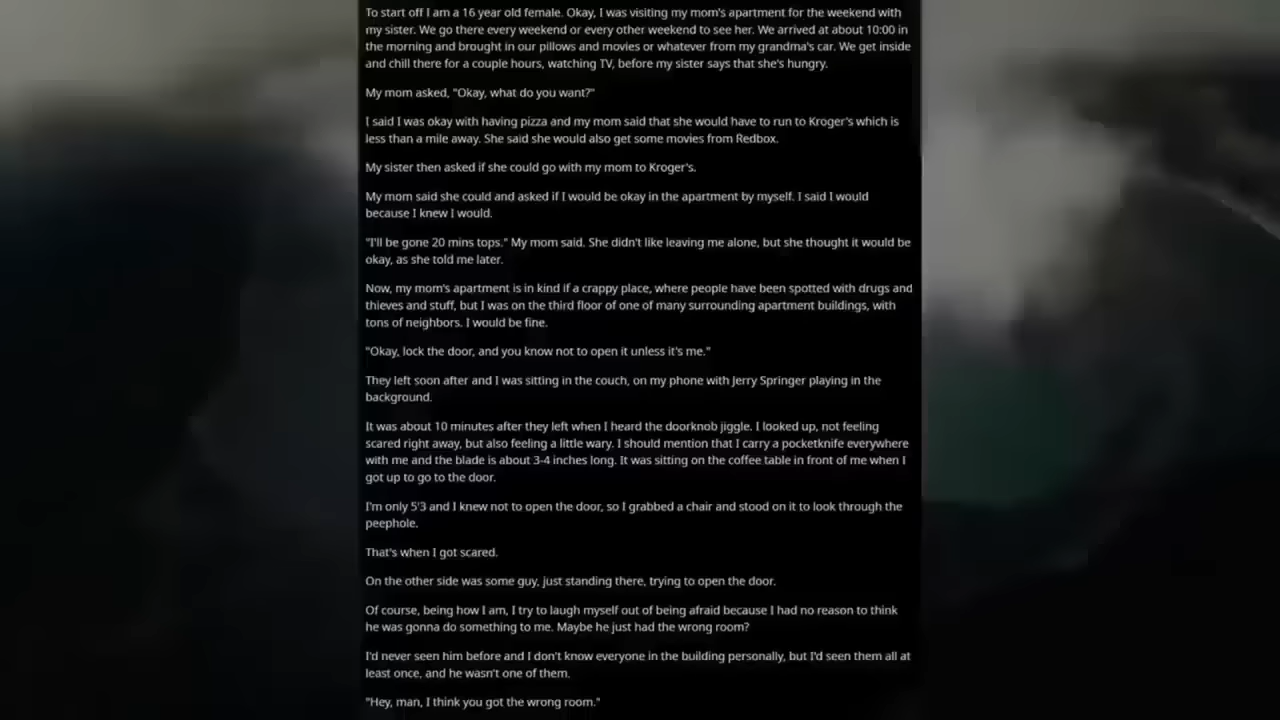 To start off I am a 16 year old female. Okay, I was visiting my mom's apartment for the weekend with
my sister. We go there every weekend or every other weekend to see her. We arrived at about 10:00 in
the morning and brought in our pillows and movies or whatever from my grandma's car. We get inside
and chill there for a couple hours, watching TV, before my sister says that she's hungry.
My mom asked, "Okay, what do you want?"
I said I was okay with having pizza and my mom said that she would have to run to Kroger's which is
less than a mile away. She said she would also get some movies from Redbox.
My sister then asked if she could go with my mom to Kroger's.
My mom said she could and asked if I would be okay in the apartment by myself. I said I would
because I knew I would.
"I'll be gone 20 mins tops." My mom said. She didn't like leaving me alone, but she thought it would be
okay, as she told me later.
Now, my mom's apartment is in kind if a crappy place, where people have been spotted with drugs and
thieves and stuff, but I was on the third floor of one of many surrounding apartment buildings, with
tons of neighbors. I would be fine.
"Okay, lock the door, and you know not to open it unless it's me."
They left soon after and I was sitting in the couch, on my phone with Jerry Springer playing in the
background.
It was about 10 minutes after they left when I heard the doorknob jiggle. I looked up, not feeling
scared right away, but also feeling a little wary. I should mention that I carry a pocketknife everywhere
with me and the blade is about 3-4 inches long. It was sitting on the coffee table in front of me when I
got up to go to the door.
I'm only 5'3 and I knew not to open the door, so I grabbed a chair and stood on it to look through the
peephole.
That's when I got scared.
On the other side was some guy, just standing there, trying to open the door.
Of course, being how I am, I try to laugh myself out of being afraid because I had no reason to think
he was gonna do something to me. Maybe he just had the wrong room?
I'd never seen him before and I don't know everyone in the building personally, but I'd seen them all at
least once, and he wasn't one of them.
"Hey, man, I think you got the wrong room."